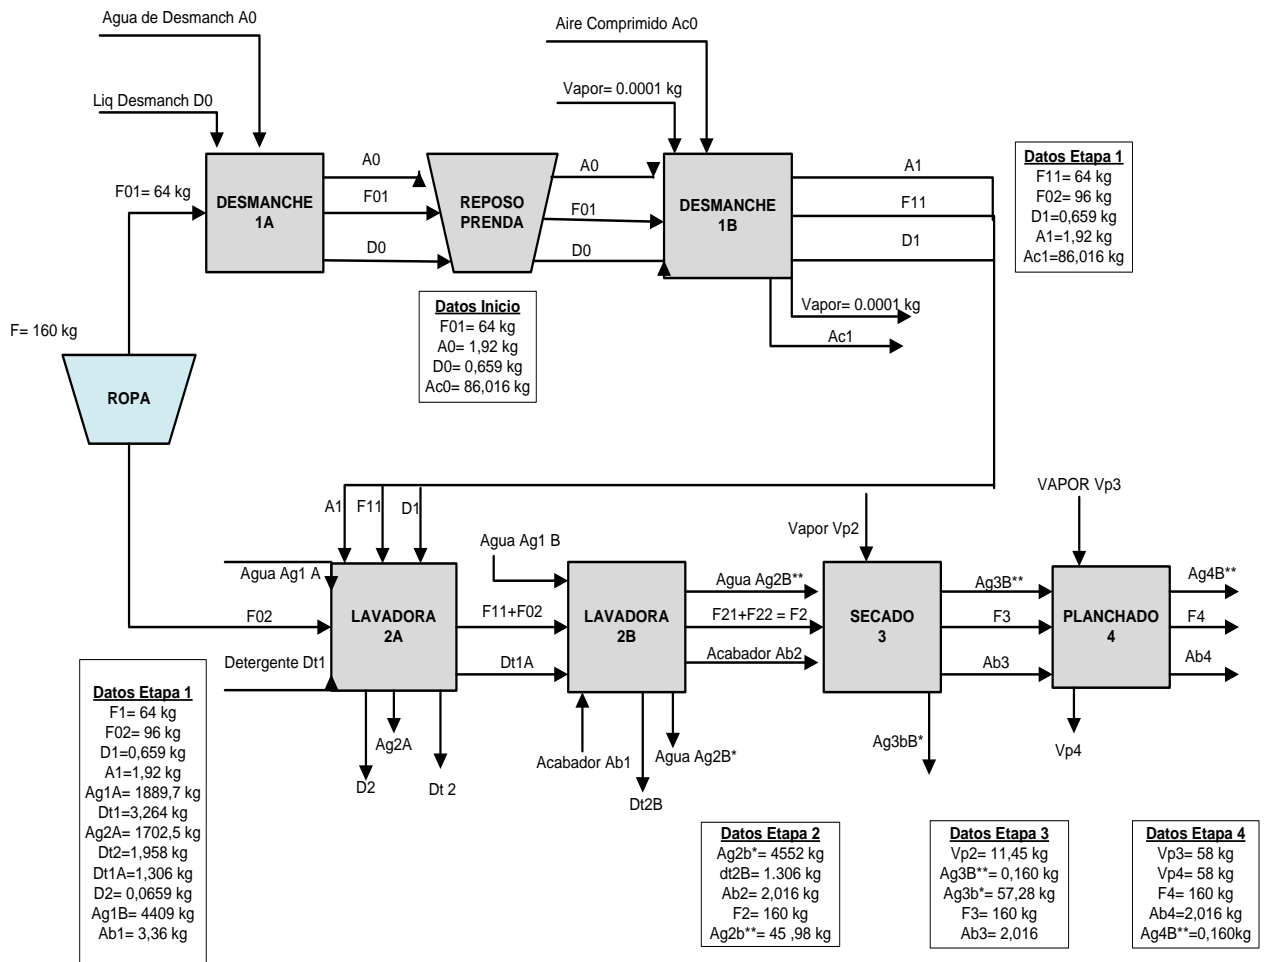 Agua de Desmanch A0
Aire Comprimido Ac0
Vapor= 0.0001 kg
Liq Desmanch D0
F01= 64 kg
DESMANCHE
1A
A0
F01
D0
REPOSO
PRENDA
A0
F01
D0
DESMANCHE
1B
A1
F11
D1
Vapor= 0.0001 kg
Ac1
Datos Etapa 1
F11= 64 kg
F02= 96 kg
D1=0,659 kg
A1=1,92 kg
Ac1=86,016 kg
Datos Inicio
F01= 64 kg
A0= 1,92 kg
D0= 0,659 kg
Ac0= 86,016 kg
F= 160 kg
ROPA
A1
F11
D1
Agua Ag1 A
F02
Detergente Dt1
LAVADORA
2A
D2
Ag2A
Dt 2
F11+F02
Dt1A
Agua Ag1 B
LAVADORA
2B
Acabador Ab1
Dt2B
Agua Ag2B*
Agua Ag2B**
F21+F22 = F2
Acabador Ab2
Vapor Vp2
SECADO
3
Ag3bB*
Ag3B**
F3
Ab3
VAPOR Vp3
PLANCHADO
4
Vp4
Ag4B**
F4
Ab4
Datos Etapa 1
F1= 64 kg
F02= 96 kg
D1=0,659 kg
A1=1,92 kg
Ag1A= 1889,7 kg
Dt1=3,264 kg
Ag2A= 1702,5 kg
Dt2=1,958 kg
Dt1A=1,306 kg
D2= 0,0659 kg
Ag1B= 4409 kg
Ab1= 3,36 kg
Datos Etapa 2
Ag2b*= 4552 kg
dt2B= 1.306 kg
Ab2= 2,016 kg
F2= 160 kg
Ag2b**= 45 ,98 kg
Datos Etapa 3
Vp2= 11,45 kg
Ag3B**= 0,160 kg
Ag3b*= 57,28 kg
F3= 160 kg
Ab3= 2,016
Datos Etapa 4
Vp3= 58 kg
Vp4= 58 kg
F4= 160 kg
Ab4=2,016 kg
Ag4B**=0,160kg